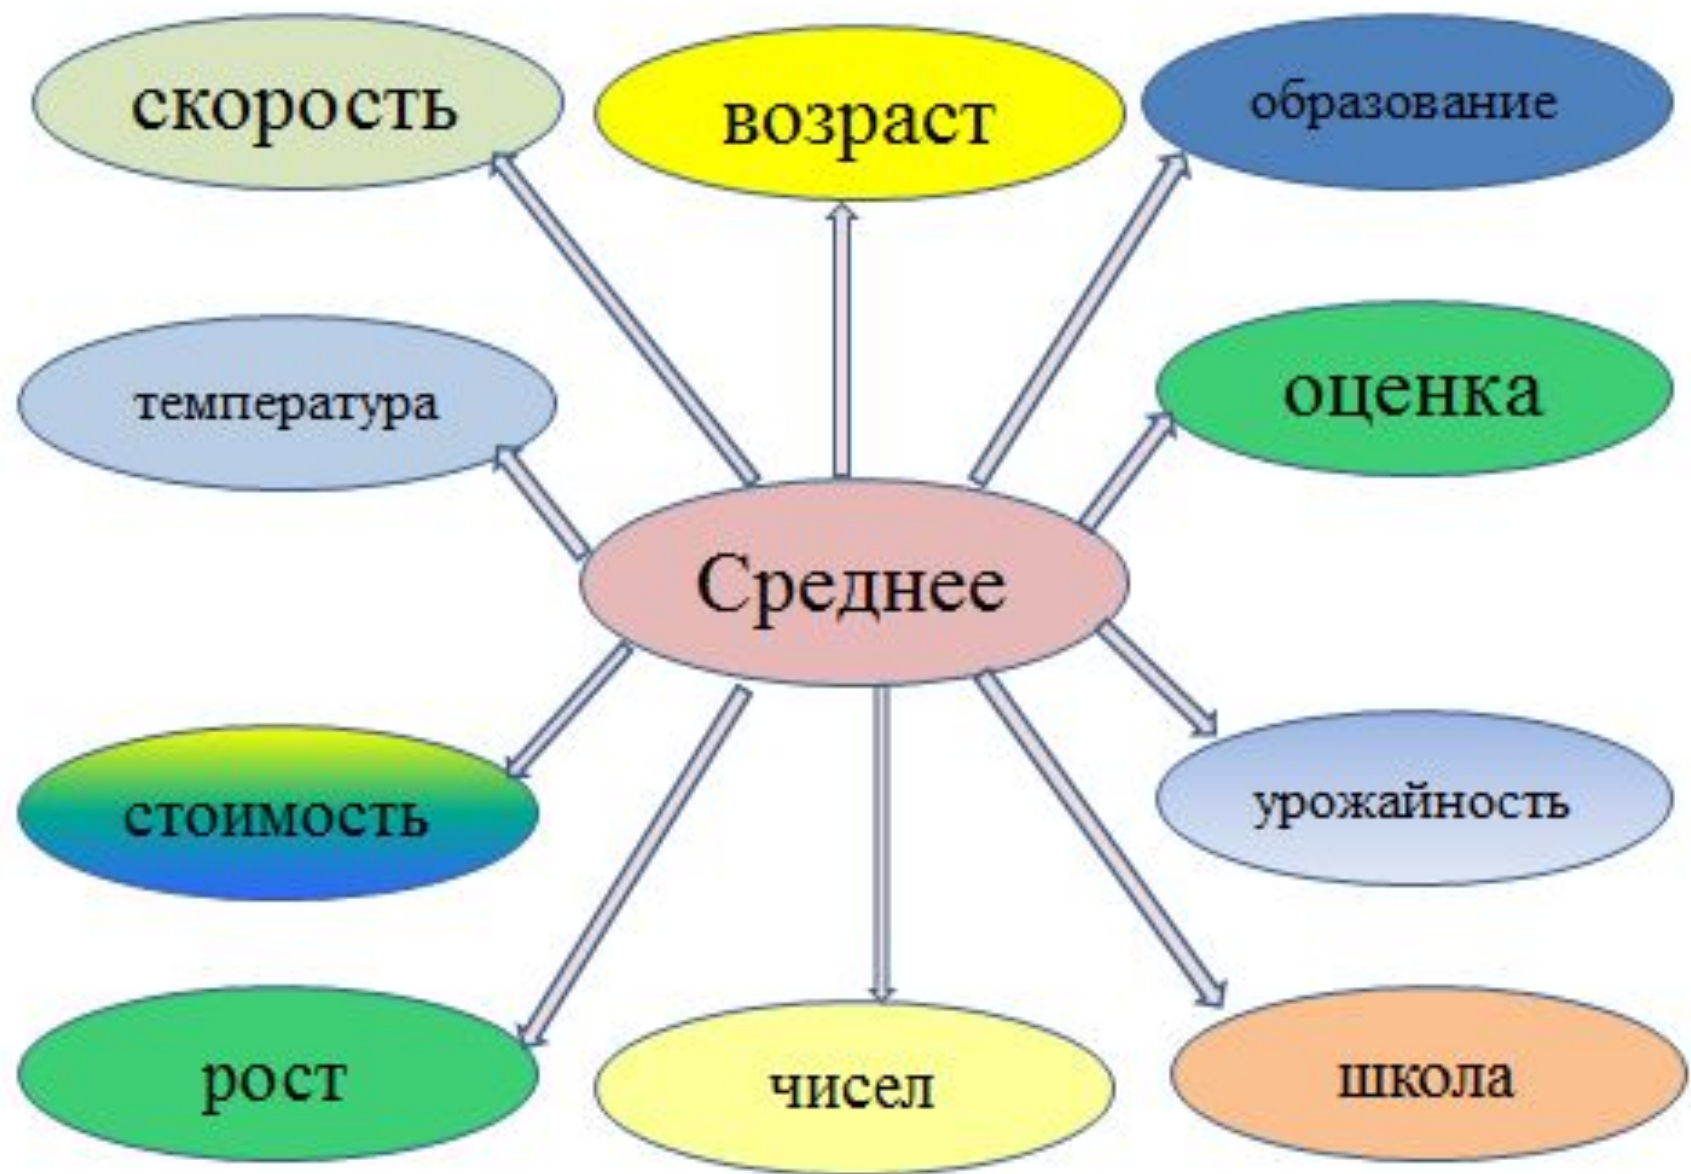 скорость
возраст
образование
температура
оценка
Среднее
стоимость
урожайность
рост
чисел
школа